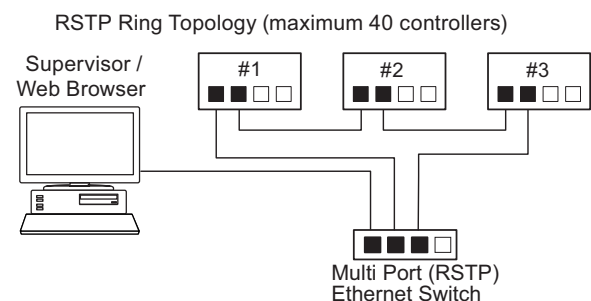 RSTP Ring Topology (maximum 40 controllers)
Supervisor /
Web Browser
#1
#2
#3
Multi Port (RSTP)
Ethernet Switch